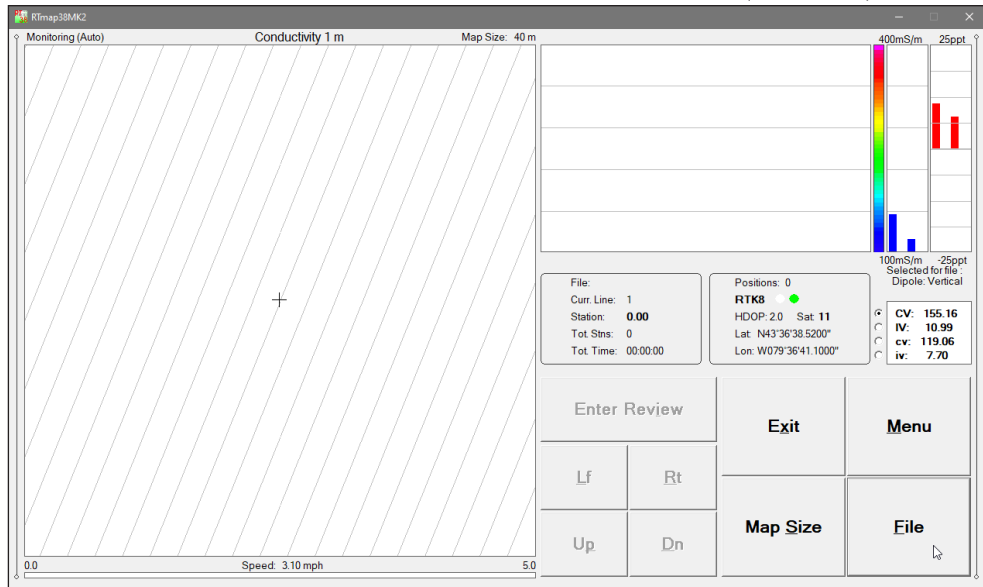 RTmap38MK2
Monitoring (Auto) Conductivity 1 m Map Size: 40 m
400mS/m 25ppt
100mS/m -25ppt
Selected for file :
Dipole: Vertical
File:
Curr. Line: 1
Station: 0.00
Tot. Stns: 0
Tot. Time: 00:00:00
Positions: 0
RTK8
HDOP: 2.0 Sat: 11
Lat: N43°36'38.5200"
Lon: W079°36'41.1000"
CV: 155.16
IV: 10.99
cv: 119.06
iv: 7.70
Enter Review
Exit
Menu
Lf
Rt
Up
Dn
Map Size
File
0.0 Speed: 3.10 mph 5.0